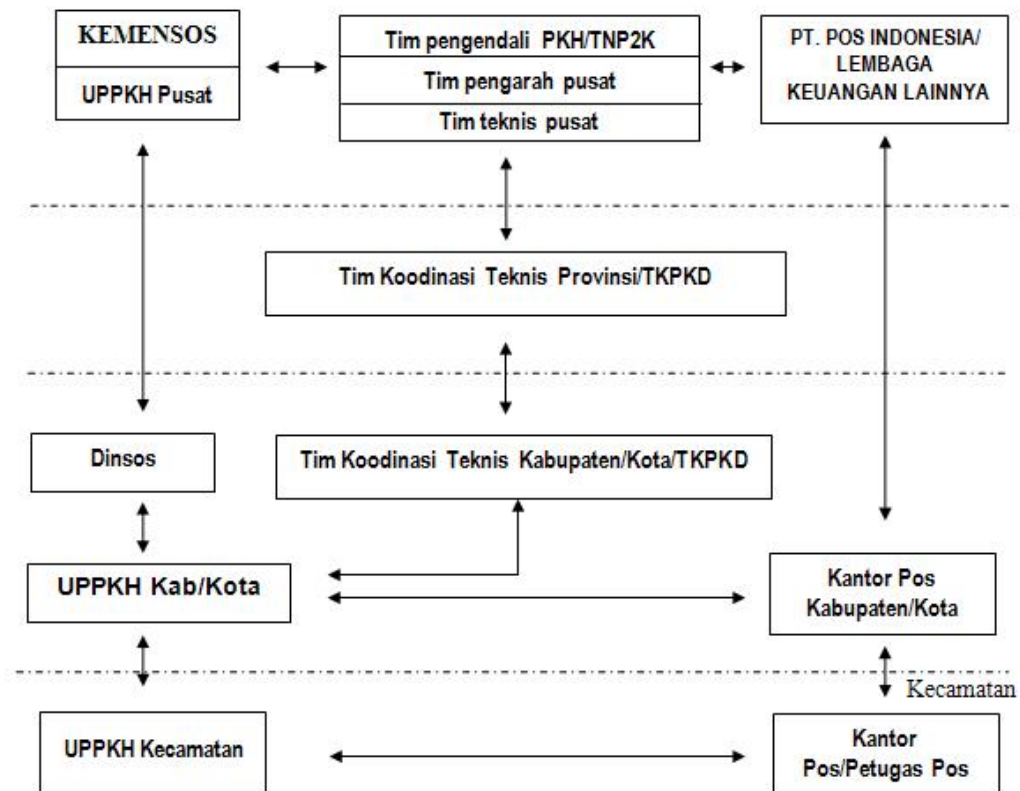 KEMENSOS
UPPKH Pusat
Tim pengendali PKH/TNP2K
Tim pengarah pusat
Tim teknis pusat
PT. POS INDONESIA/
LEMBAGA
KEUANGAN LAINNYA
Tim Koodinasi Teknis Provinsi/TKPKD
Dinsos
Tim Koodinasi Teknis Kabupaten/Kota/TKPKD
UPPKH Kab/Kota
Kantor Pos
Kabupaten/Kota
Kecamatan
UPPKH Kecamatan
Kantor
Pos/Petugas Pos